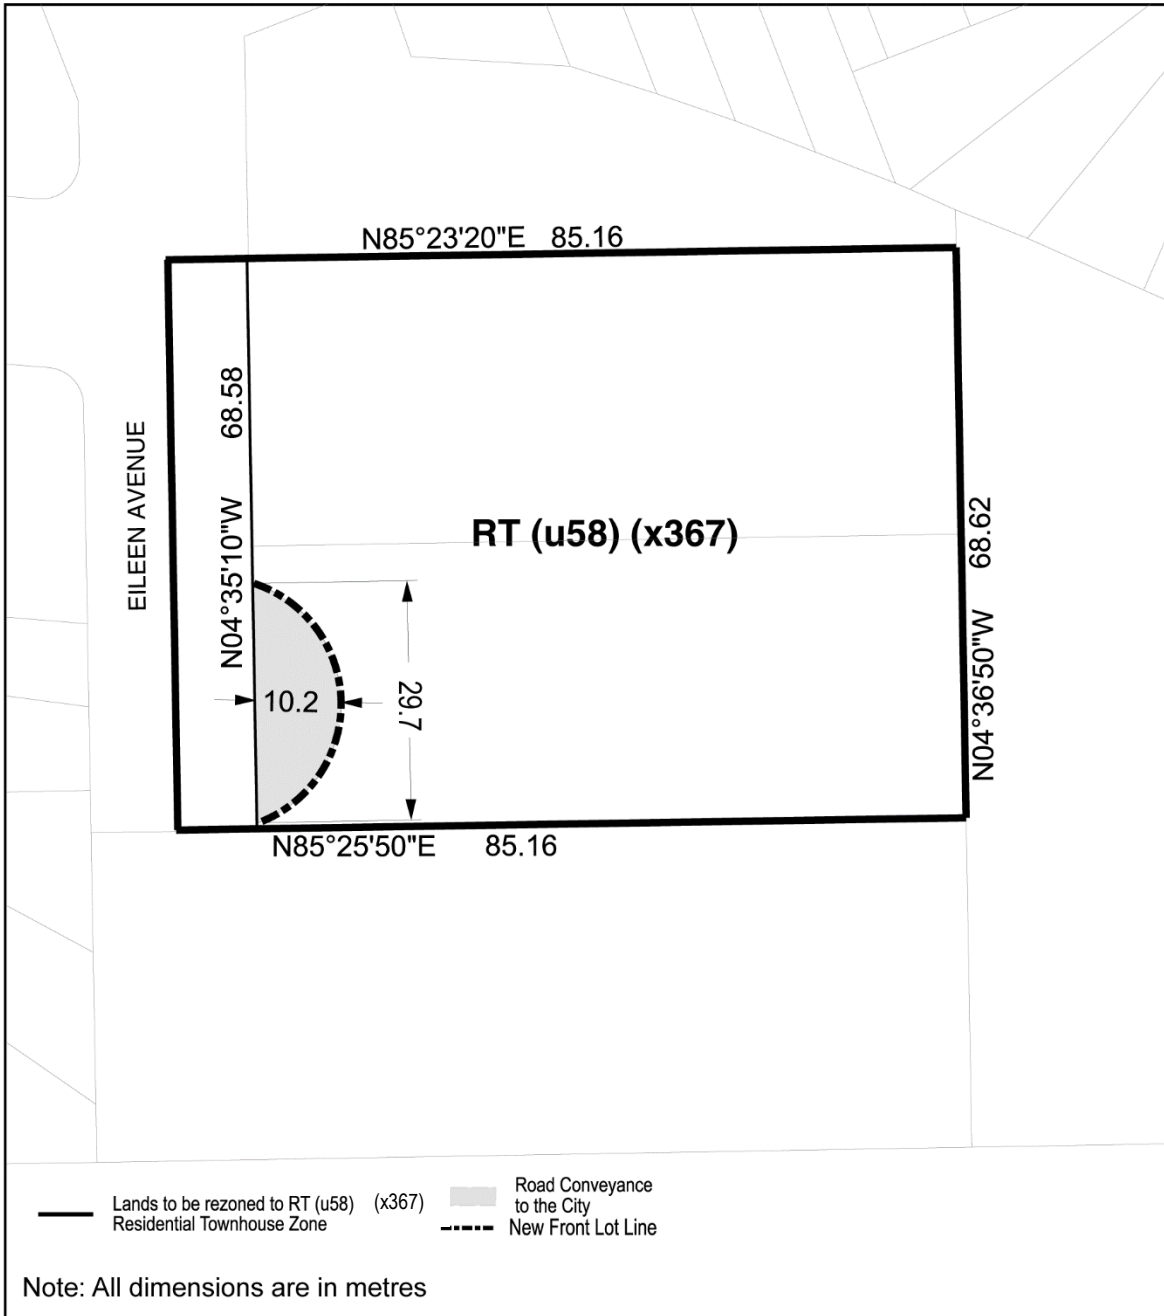 N85°23'20"E 85.16
68.58
N04°35'10"W
EILEEN AVENUE
RT (u58) (x367)
68.62
N04°36'50"W
10.2
29.7
N85°25'50"E 85.16
Lands to be rezoned to RT (u58) (x367)
Residential Townhouse Zone
Road Conveyance
to the City
New Front Lot Line
Note: All dimensions are in metres